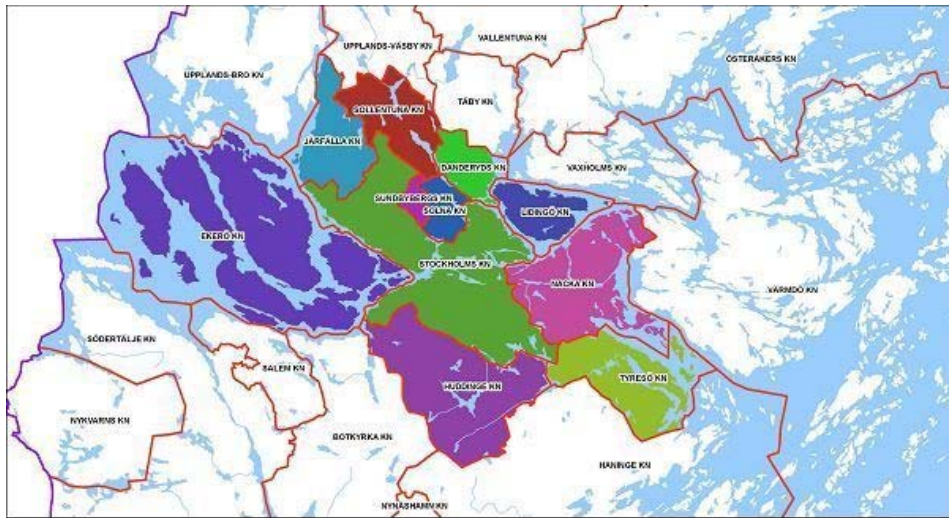 VALLENTUNA KN
UPPLANDS-VÄSBY KN
ÖSTERÅKERS KN
UPPLANDS-BRO KN
TÄBY KN
SOLLENTUNA KN
JÄRFÄLLA KN
DANDERYDS KN
VAXHOLMS KN
SUNDBYBERGS KN
SOLNA KN
LIDINGÖ KN
EKERÖ KN
STOCKHOLMS KN
NACKA KN
VÄRMDÖ KN
SÖDERTÄLJE KN
SALEM KN
TYRESÖ KN
HUDDINGE KN
NYKVARNS KN
BOTKYRKA KN
HANINGE KN
NYNÄSHAMN KN